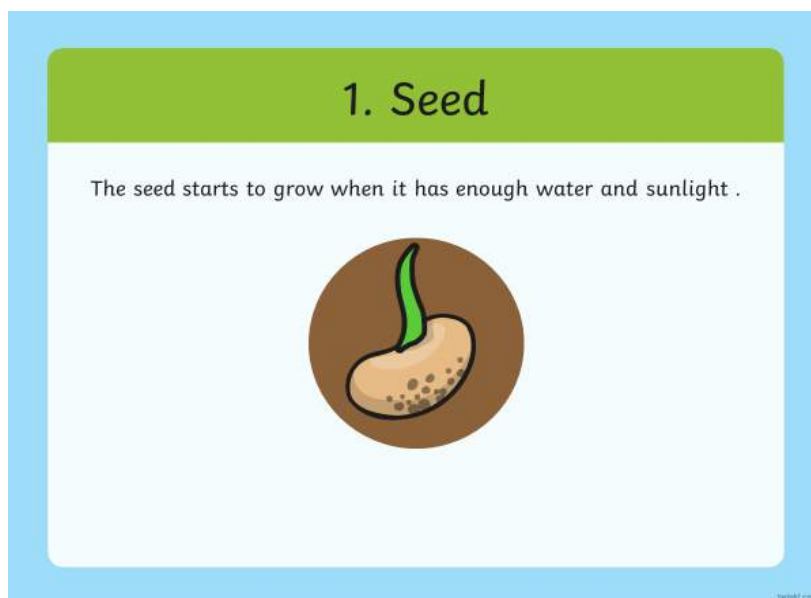 1. Seed
The seed starts to grow when it has enough water and sunlight .